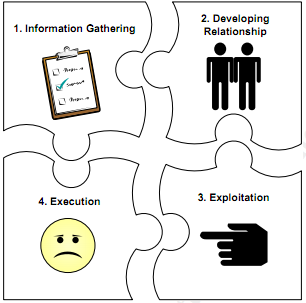 1. Information Gathering
2. Developing
Relationship
4. Execution
3. Exploitation